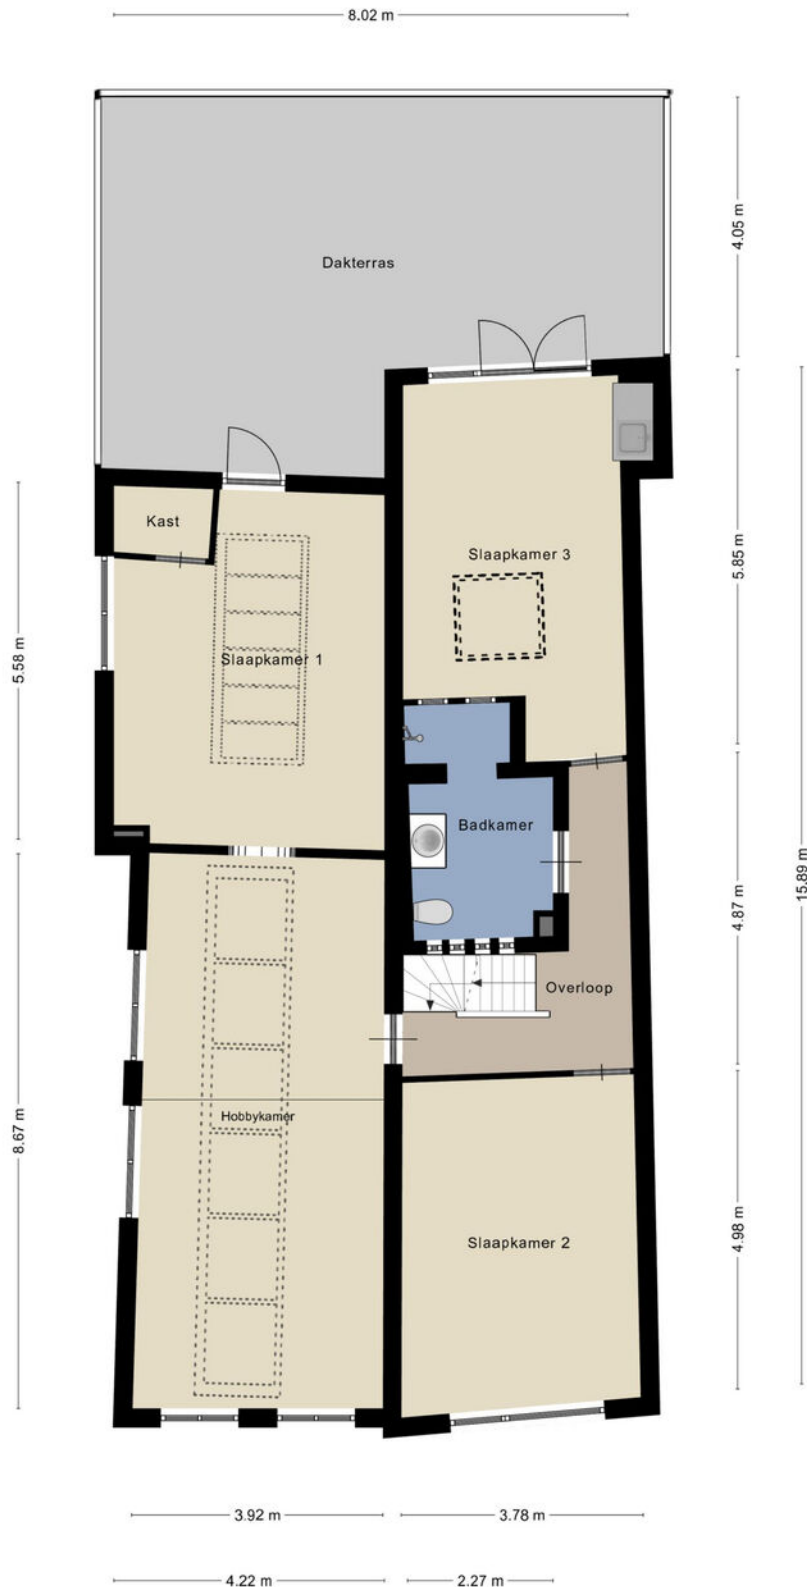 8.02 m
4.05 m
Dakterras
Kast
Slaapkamer 3
5.85 m
5.58 m
Slaapkamer 1
Badkamer
15.89 m
4.87 m
Overloop
Hobbykamer
8.67 m
Slaapkamer 2
4.98 m
3.92 m
3.78 m
4.22 m
2.27 m